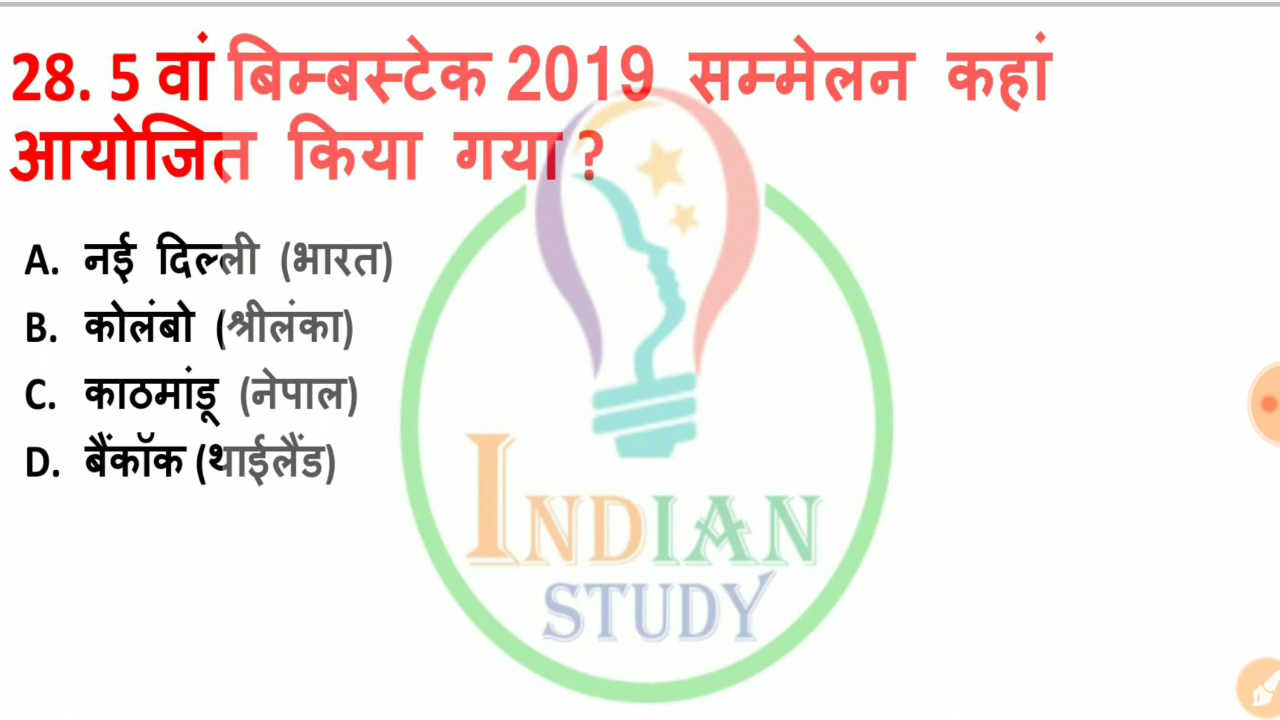 28. 5 वां बिम्बस्टेक 2019 सम्मेलन कहां
आयोजित किया गया ?
A. नई दिल्ली (भारत)
B. कोलंबो (श्रीलंका)
C. काठमांडू (नेपाल)
D. बैंकॉक (थाईलैंड)
INDIAN
STUDY